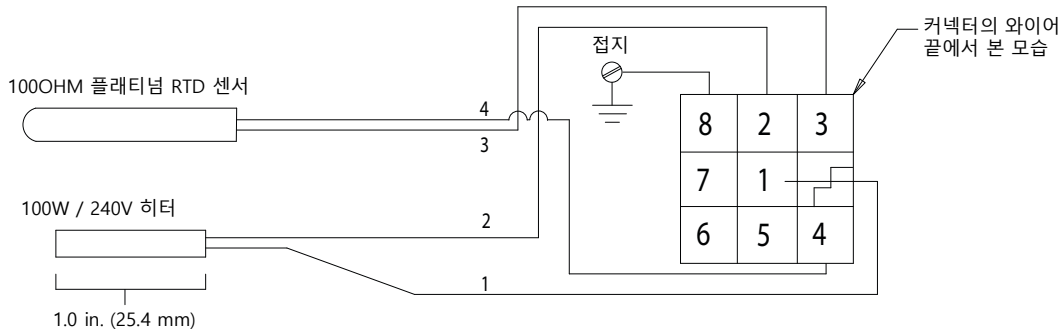 커넥터의 와이어
끝에서 본 모습
접지
100OHM 플래티넘 RTD 센서
4
3
8 2 3
7 1
6 5 4
100W / 240V 히터
2
1
1.0 in. (25.4 mm)